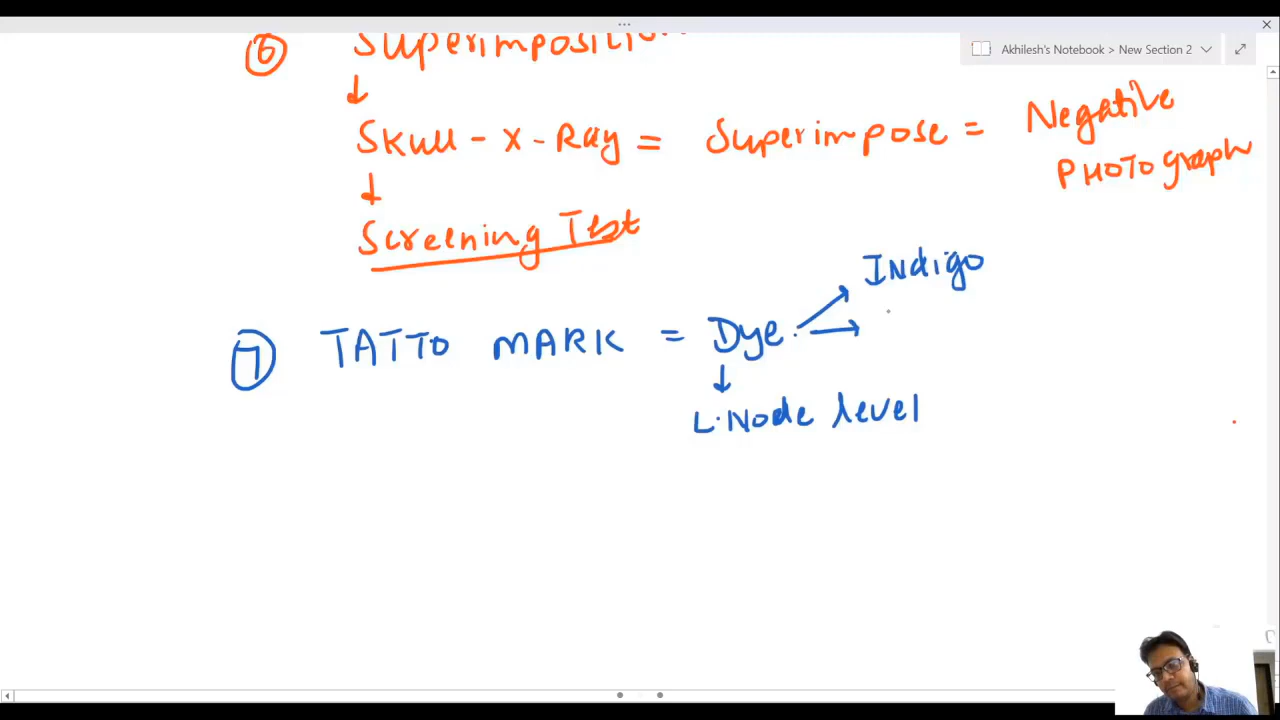 Akhilesh's Notebook > New Section 2
6 Superimposition
↓
Skull - X - Ray = Superimpose = Negative PHOTOgraph
↓
Screening Test
7 TATTO MARK = Dye → Indigo
→
↓
L.Node level